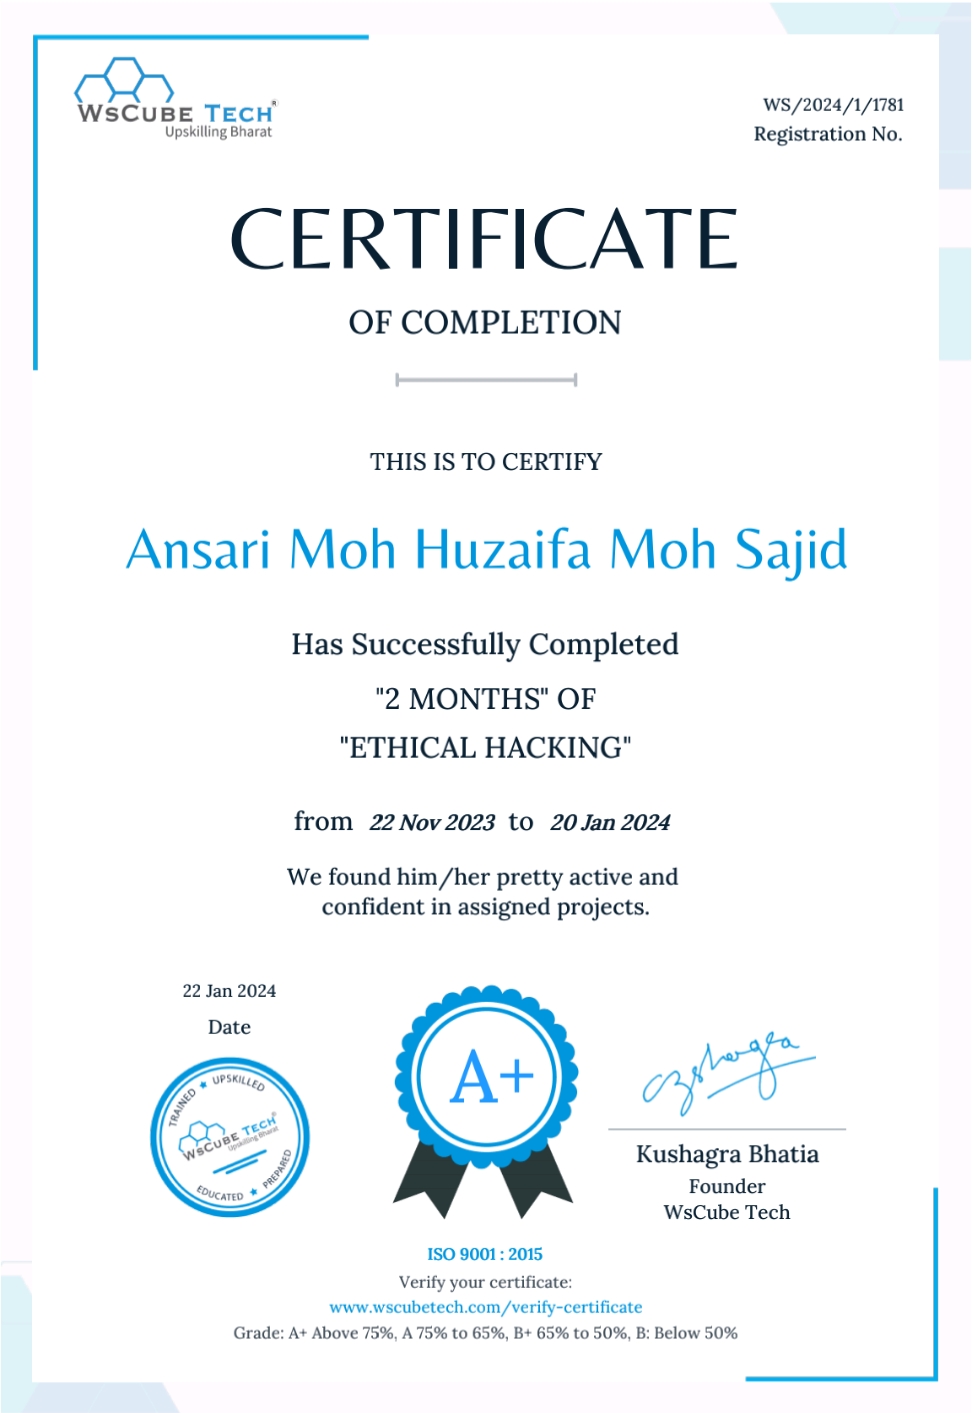 WsCube Tech®
Upskilling Bharat
WS/2024/1/1781
Registration No.
CERTIFICATE
OF COMPLETION
THIS IS TO CERTIFY
Ansari Moh Huzaifa Moh Sajid
Has Successfully Completed
"2 MONTHS" OF
"ETHICAL HACKING"
from 22 Nov 2023 to 20 Jan 2024
We found him/her pretty active and
confident in assigned projects.
22 Jan 2024
Date
TRAINED ★ UPSKILLED
WsCube Tech®
Upskilling Bharat
EDUCATED ★ PREPARED
A+
Kushagra
Kushagra Bhatia
Founder
WsCube Tech
ISO 9001 : 2015
Verify your certificate:
www.wscubetech.com/verify-certificate
Grade: A+ Above 75%, A 75% to 65%, B+ 65% to 50%, B: Below 50%